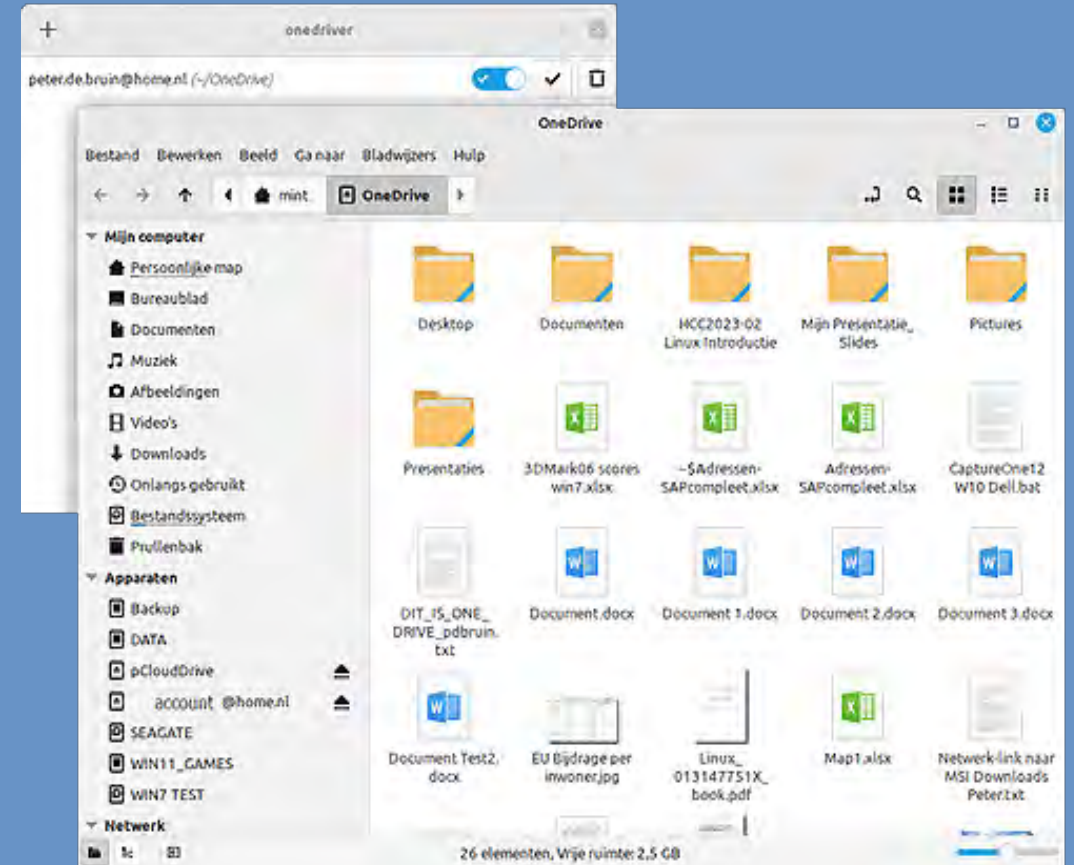 onedriver
peter.de.bruin@home.nl (~/OneDrive)
OneDrive
Bestand Bewerken Beeld Ga naar Bladwijzers Hulp
mint OneDrive
Mijn computer
Persoonlijke map
Bureaublad
Documenten
Muziek
Afbeeldingen
Video's
Downloads
Onlangs gebruikt
Bestandssysteem
Prullenbak
Apparaten
Backup
DATA
pCloudDrive
account @home.nl
SEAGATE
WIN11_GAMES
WIN7 TEST
Netwerk
Desktop
Documenten
HCC2023-02
Linux Introductie
Mijn Presentatie_
Slides
Pictures
Presentaties
3DMark06 scores
win7.xlsx
~$Adressen-
SAPcompleet.xlsx
Adressen-
SAPcompleet.xlsx
CaptureOne12
W10 Dell.bat
DIT_IS_ONE_
DRIVE_pdbruin.
txt
Document.docx
Document 1.docx
Document 2.docx
Document 3.docx
Document Test2.
docx
EU Bijdrage per
inwoner.jpg
Linux_
013147751X_
book.pdf
Map1.xlsx
Netwerk-link naar
MSI Downloads
Peter.txt
26 elementen, Vrije ruimte: 2,5 GB